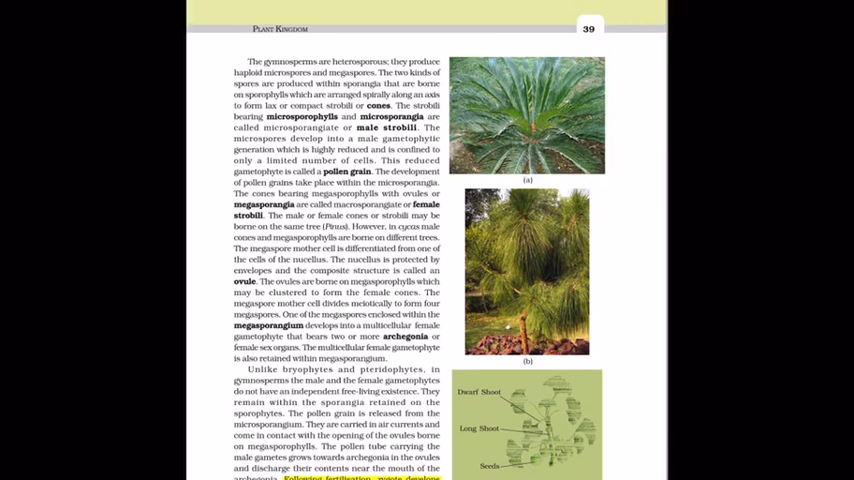 PLANT KINGDOM
39
The gymnosperms are heterosporous; they produce
haploid microspores and megaspores. The two kinds of
spores are produced within sporangia that are borne
on sporophylls which are arranged spirally along an axis
to form lax or compact strobili or cones. The strobili
bearing microsporophylls and microsporangia are
called microsporangiate or male strobili. The
microspores develop into a male gametophytic
generation which is highly reduced and is confined to
only a limited number of cells. This reduced
gametophyte is called a pollen grain. The development
of pollen grains take place within the microsporangia.
The cones bearing megasporophylls with ovules or
megasporangia are called macrosporangiate or female
strobili. The male or female cones or strobili may be
borne on the same tree (Pinus). However, in cycas male
cones and megasporophylls are borne on different trees.
The megaspore mother cell is differentiated from one of
the cells of the nucellus. The nucellus is protected by
envelopes and the composite structure is called an
ovule. The ovules are borne on megasporophylls which
may be clustered to form the female cones. The
megaspore mother cell divides meiotically to form four
megaspores. One of the megaspores enclosed within the
megasporangium develops into a multicellular female
gametophyte that bears two or more archegonia or
female sex organs. The multicellular female gametophyte
is also retained within megasporangium.
Unlike bryophytes and pteridophytes, in
gymnosperms the male and the female gametophytes
do not have an independent free-living existence. They
remain within the sporangia retained on the
sporophytes. The pollen grain is released from the
microsporangium. They are carried in air currents and
come in contact with the opening of the ovules borne
on megasporophylls. The pollen tube carrying the
male gametes grows towards archegonia in the ovules
and discharge their contents near the mouth of the
archegonia. Following fertilisation, zygote develops
(a)
(b)
Dwarf Shoot
Long Shoot
Seeds